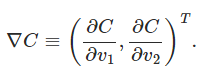 ∇C ≡ (∂C/∂v₁, ∂C/∂v₂)ᵀ.